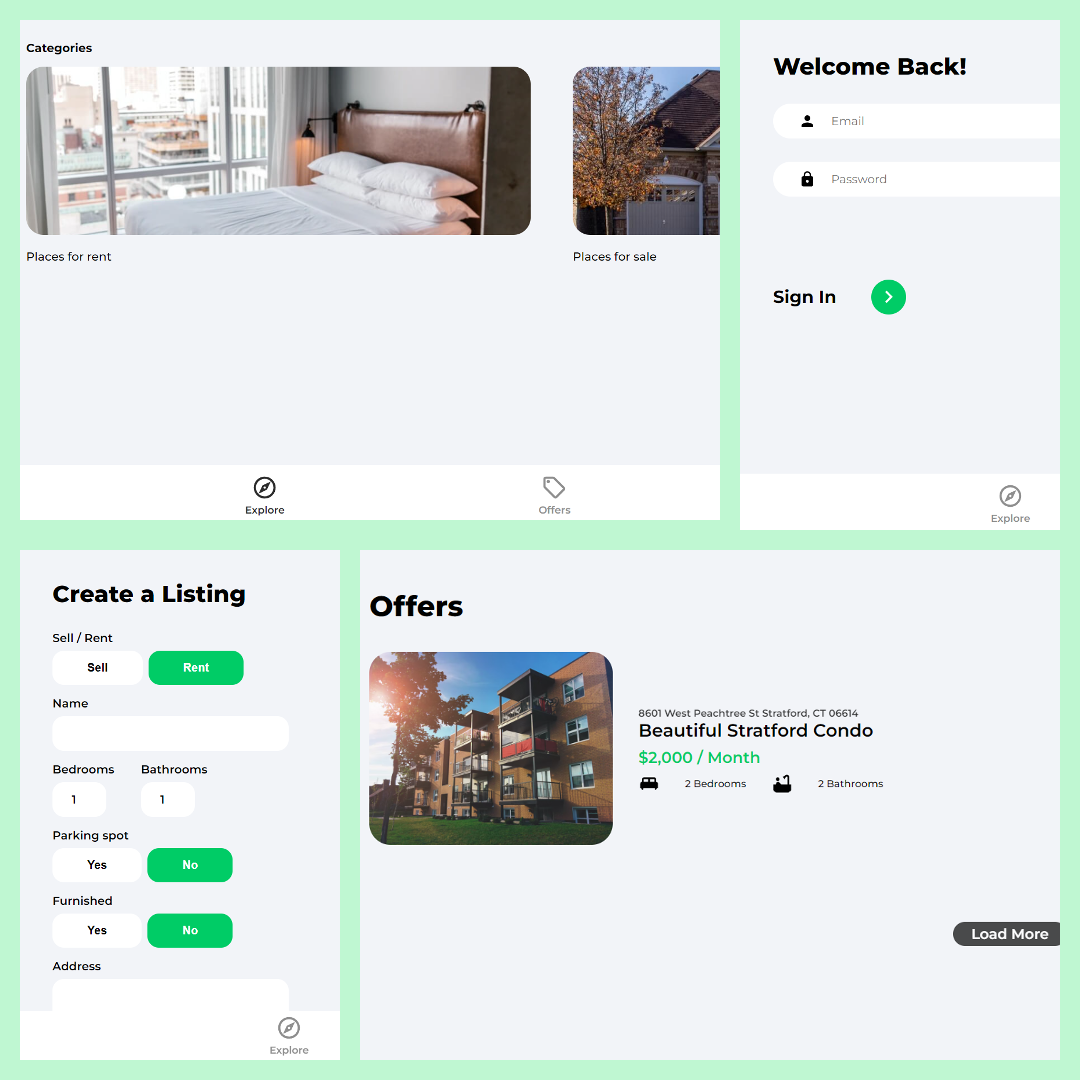 Categories
Places for rent
Places for sale
Explore
Offers
Welcome Back!
Email
Password
Sign In
Explore
Create a Listing
Sell / Rent
Sell
Rent
Name
Bedrooms
Bathrooms
1
1
Parking spot
Yes
No
Furnished
Yes
No
Address
Explore
Offers
8601 West Peachtree St Stratford, CT 06614
Beautiful Stratford Condo
$2,000 / Month
2 Bedrooms
2 Bathrooms
Load More